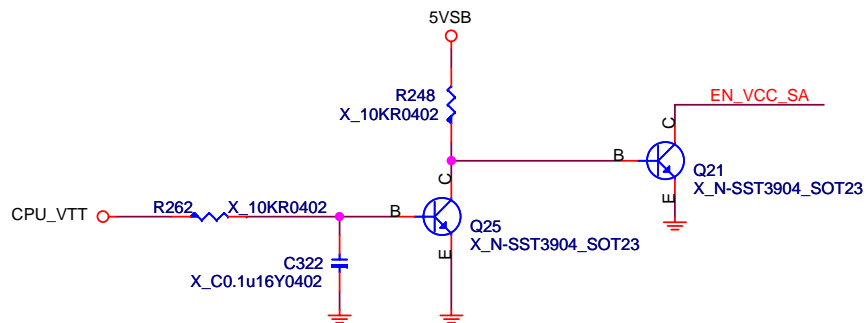 5VSB
R248
X_10KR0402
EN_VCC_SA
C
B
Q21
X_N-SST3904_SOT23
E
C
CPU_VTT
R262
X_10KR0402
B
Q25
X_N-SST3904_SOT23
E
C322
X_C0.1u16Y0402